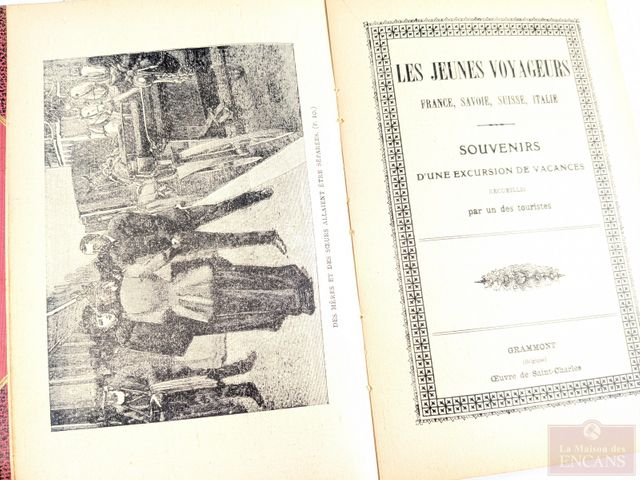 DES MÈRES ET DES SŒURS ALLAIENT ÊTRE SÉPARÉES. (P. 10.)
LES JEUNES VOYAGEURS
FRANCE, SAVOIE, SUISSE, ITALIE
SOUVENIRS
D'UNE EXCURSION DE VACANCES
RECUEILLIS
par un des touristes
GRAMMONT
(Belgique)
Œuvre de Saint-Charles
La Maison des
ENCANS